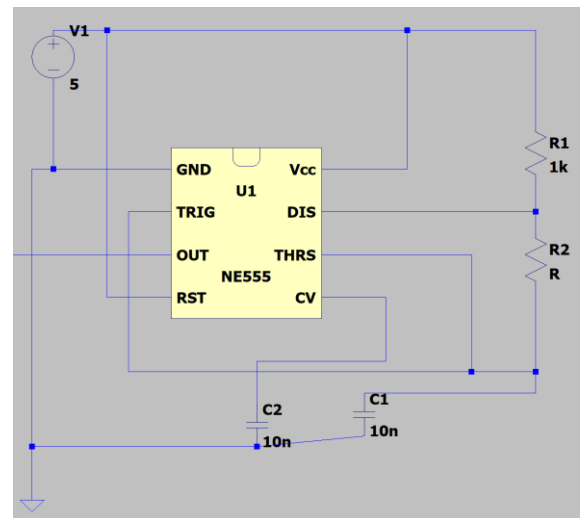 V1
5
R1
1k
GND
Vcc
U1
TRIG
DIS
R2
R
OUT
THRS
NE555
RST
CV
C2
10n
C1
10n